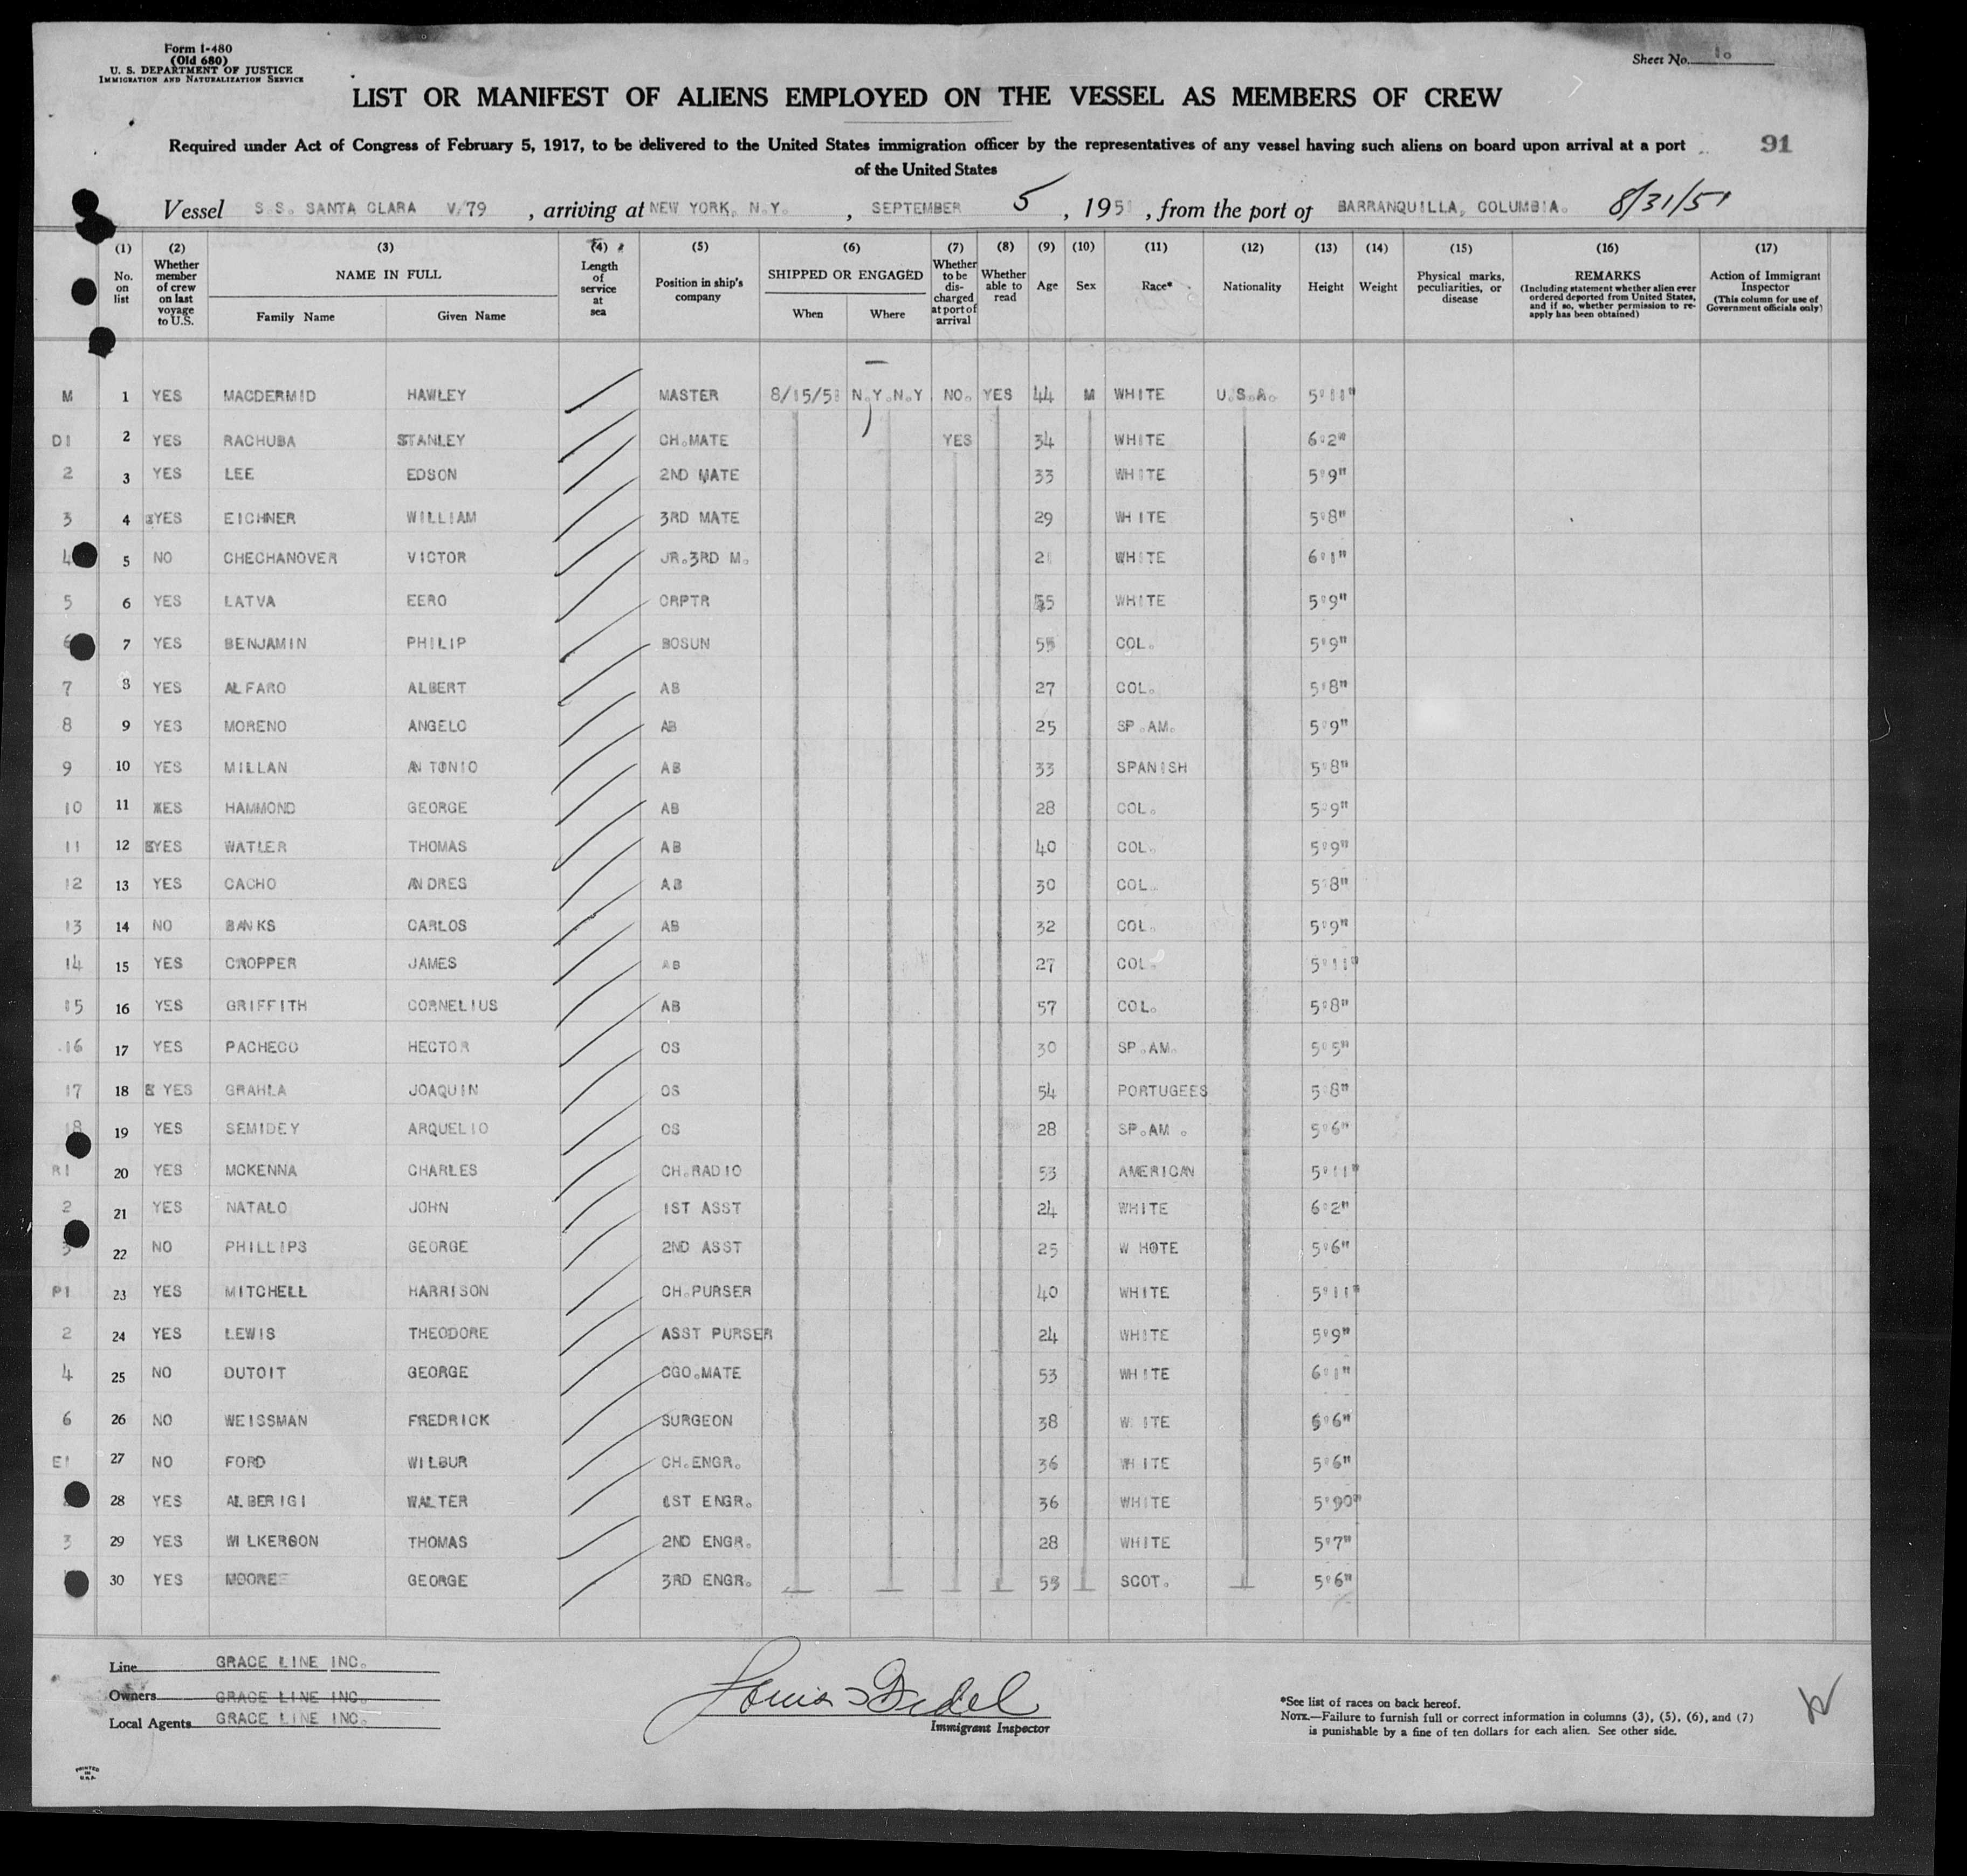 Form I-480
(Old 680)
U. S. DEPARTMENT OF JUSTICE
IMMIGRATION AND NATURALIZATION SERVICE
Sheet No. 10
LIST OR MANIFEST OF ALIENS EMPLOYED ON THE VESSEL AS MEMBERS OF CREW
Required under Act of Congress of February 5, 1917, to be delivered to the United States immigration officer by the representatives of any vessel having such aliens on board upon arrival at a port
of the United States
91
Vessel S.S. SANTA CLARA V/79 , arriving at NEW YORK, N.Y. , SEPTEMBER 5 , 1951 , from the port of BARRANQUILLA, COLUMBIA. 8/31/51
(1) (2) (3) (4) (5) (6) (7) (8) (9) (10) (11) (12) (13) (14) (15) (16) (17)
No. on list
Whether member of crew on last voyage to U.S.
NAME IN FULL
Family Name Given Name
Length of service at sea
Position in ship's company
SHIPPED OR ENGAGED
When Where
Whether to be discharged at port of arrival
Whether able to read
Age
Sex
Race*
Nationality
Height
Weight
Physical marks, peculiarities, or disease
REMARKS
(Including statement whether alien ever ordered deported from United States, and if so, whether permission to re-apply has been obtained)
Action of Immigrant Inspector
(This column for use of Government officials only)
M 1 YES MACDERMID HAWLEY MASTER 8/15/51 N.Y.N.Y NO. YES 44 M WHITE U.S.A. 5'11"
D1 2 YES RACHUBA STANLEY CH.MATE YES 34 WHITE 6'2"
2 3 YES LEE EDSON 2ND MATE 33 WHITE 5'9"
3 4 YES EICHNER WILLIAM 3RD MATE 29 WHITE 5'8"
4 5 NO CHECHANOVER VICTOR JR.3RD M. 21 WHITE 6'1"
5 6 YES LATVA EERO CRPTR WHITE 5'9"
6 7 YES BENJAMIN PHILIP BOSUN 55 COL. 5'9"
7 8 YES ALFARO ALBERT AB 27 COL. 5'8"
8 9 YES MORENO ANGELO AB 25 SP.AM. 5'9"
9 10 YES MILLAN ANTONIO AB 33 SPANISH 5'8"
10 11 YES HAMMOND GEORGE AB 28 COL. 5'9"
11 12 YES WATLER THOMAS AB 40 COL. 5'9"
12 13 YES CACHO ANDRES AB 30 COL. 5'8"
13 14 NO BANKS CARLOS AB 32 COL. 5'9"
14 15 YES CROPPER JAMES AB 27 COL. 5'11"
15 16 YES GRIFFITH CORNELIUS AB 57 COL. 5'8"
16 17 YES PACHECO HECTOR OS 30 SP.AM. 5'5"
17 18 YES GRAHLA JOAQUIN OS 54 PORTUGEES 5'8"
18 19 YES SEMIDEY ARQUELIO OS 28 SP.AM . 5'6"
R1 20 YES MCKENNA CHARLES CH.RADIO 53 AMERICAN 5'11"
2 21 YES NATALO JOHN 1ST ASST 24 WHITE 6'2"
3 22 NO PHILLIPS GEORGE 2ND ASST 25 W HOTE 5'6"
P1 23 YES MITCHELL HARRISON CH.PURSER 40 WHITE 5'11"
2 24 YES LEWIS THEODORE ASST PURSER 24 WHITE 5'9"
4 25 NO DUTOIT GEORGE CGO.MATE 53 WHITE 6'1"
6 26 NO WEISSMAN FREDRICK SURGEON 38 WHITE 5'6"
E1 27 NO FORD WILBUR CH.ENGR. 36 WHITE 5'6"
28 YES ALBERIGI WALTER 1ST ENGR. 36 WHITE 5'90"
3 29 YES WILKERSON THOMAS 2ND ENGR. 28 WHITE 5'7"
30 YES MOORE GEORGE 3RD ENGR. 53 SCOT. 5'6"
Line GRACE LINE INC.
Owners GRACE LINE INC.
Local Agents GRACE LINE INC.
Immigrant Inspector
*See list of races on back hereof.
NOTE.—Failure to furnish full or correct information in columns (3), (5), (6), and (7)
is punishable by a fine of ten dollars for each alien. See other side.
PRINTED
IN
U.S.A.